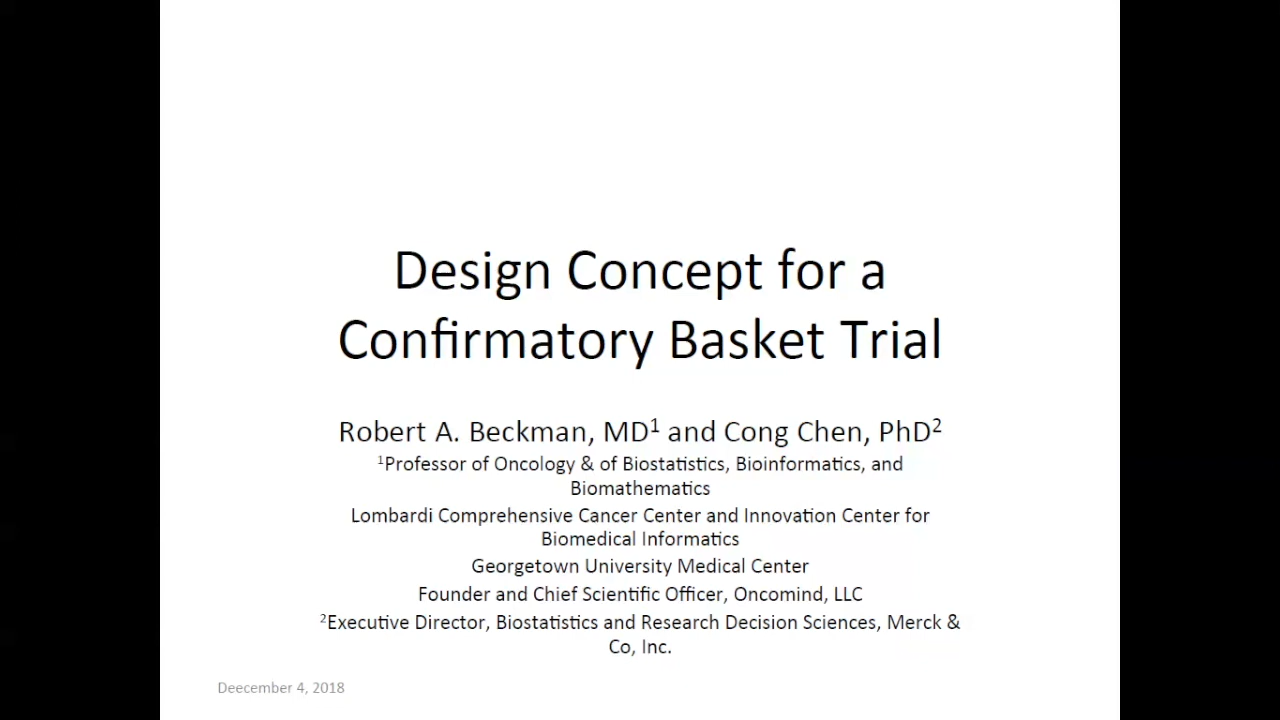 Design Concept for a
Confirmatory Basket Trial
Robert A. Beckman, MD¹ and Cong Chen, PhD²
¹Professor of Oncology & of Biostatistics, Bioinformatics, and
Biomathematics
Lombardi Comprehensive Cancer Center and Innovation Center for
Biomedical Informatics
Georgetown University Medical Center
Founder and Chief Scientific Officer, Oncomind, LLC
²Executive Director, Biostatistics and Research Decision Sciences, Merck &
Co, Inc.
Deecember 4, 2018